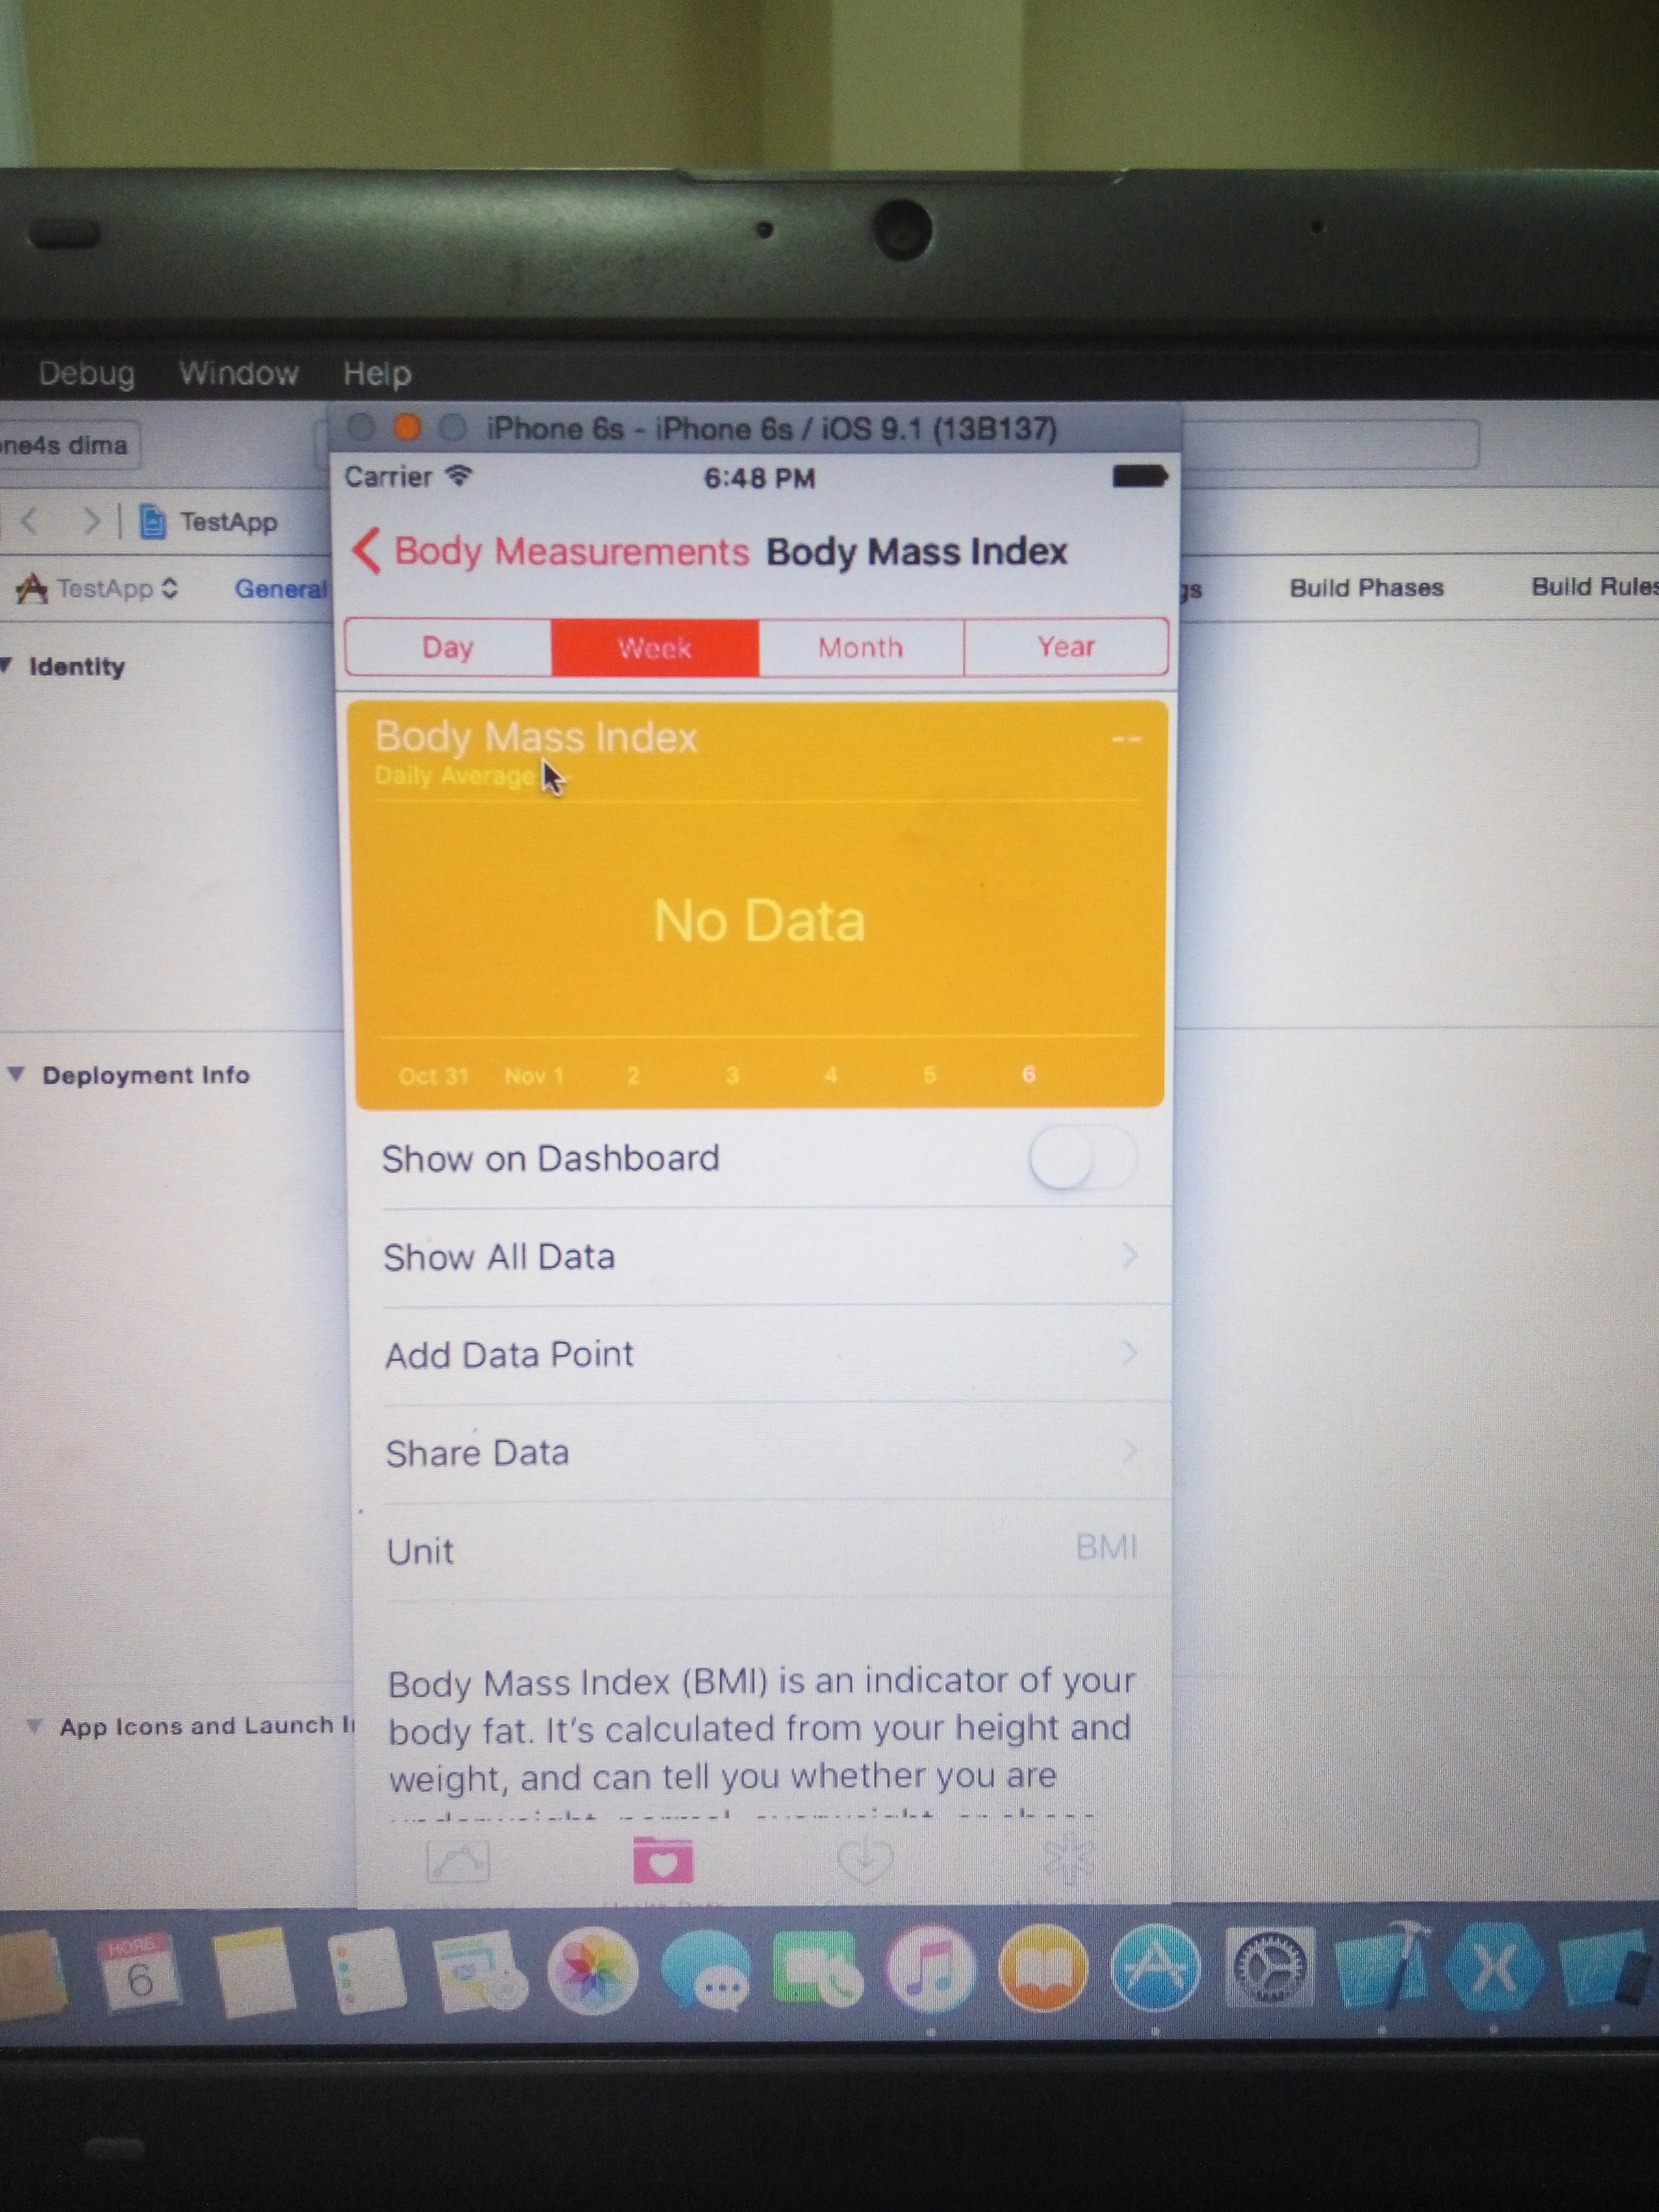 Debug Window Help
iPhone 6s - iPhone 6s / iOS 9.1 (13B137)
dima
Carrier 6:48 PM
TestApp
Body Measurements Body Mass Index
TestApp General Build Phases Build Rules
Day Week Month Year
Identity
Body Mass Index --
Daily Average:
No Data
Oct 31 Nov 1 2 3 4 5 6
Deployment Info
Show on Dashboard
Show All Data
Add Data Point
Share Data
Unit BMI
Body Mass Index (BMI) is an indicator of your
App Icons and Launch
body fat. It's calculated from your height and
weight, and can tell you whether you are
НОЯБ.
6